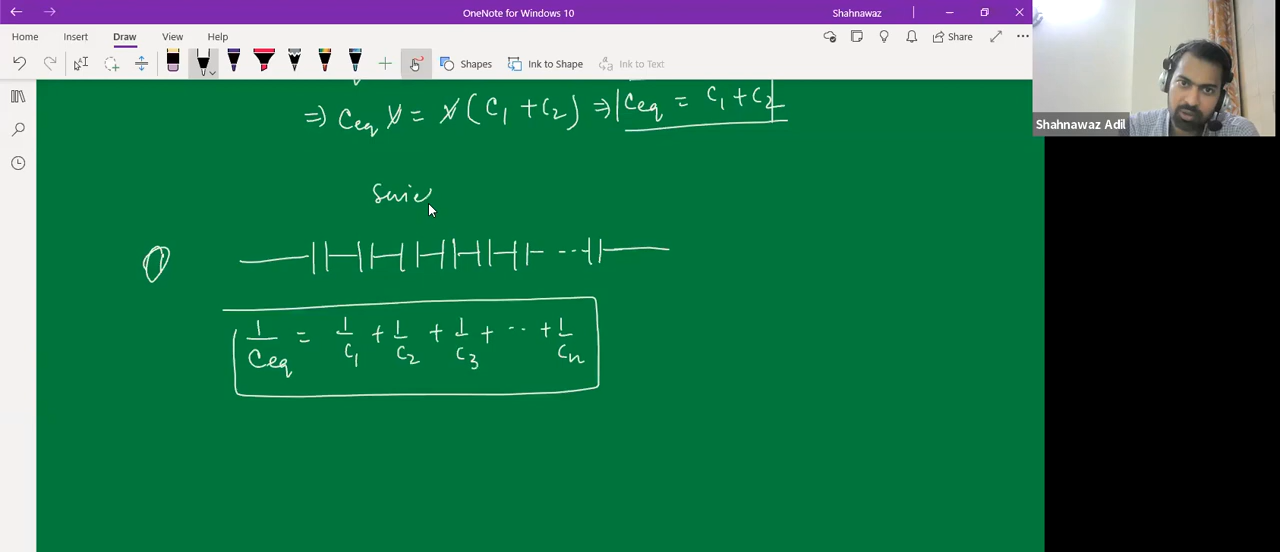 OneNote for Windows 10
Shahnawaz
Home Insert Draw View Help
Share
Shapes Ink to Shape Ink to Text
⇒ Ceq V = V (C₁ + C₂) ⇒ Ceq = C₁ + C₂
Shahnawaz Adil
①
1/Ceq = 1/C₁ + 1/C₂ + 1/C₃ + ... + 1/Cn